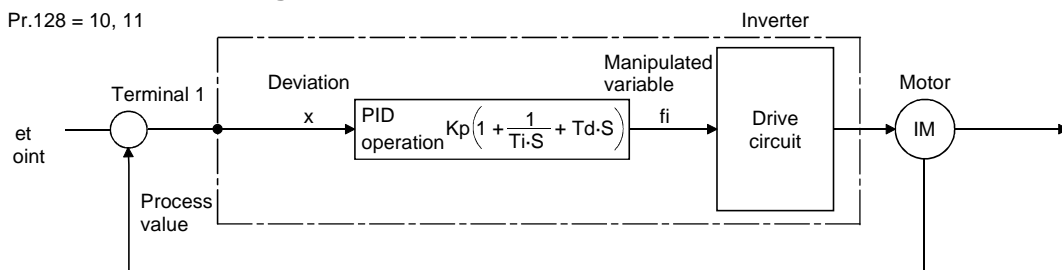 Pr.128 = 10, 11
Inverter
Manipulated
variable
Motor
Deviation
Terminal 1
et
oint
x
PID
operation
Kp(1 + 1/Ti·S + Td·S)
fi
Drive
circuit
IM
Process
value